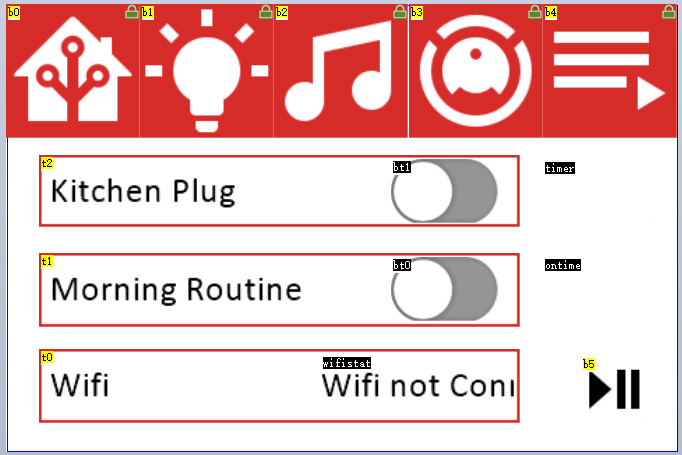 b0 b1 b2 b3 b4
t2 bt1 timer
Kitchen Plug
t1 bt0 ontime
Morning Routine
t0 wifistat b5
Wifi Wifi not Con